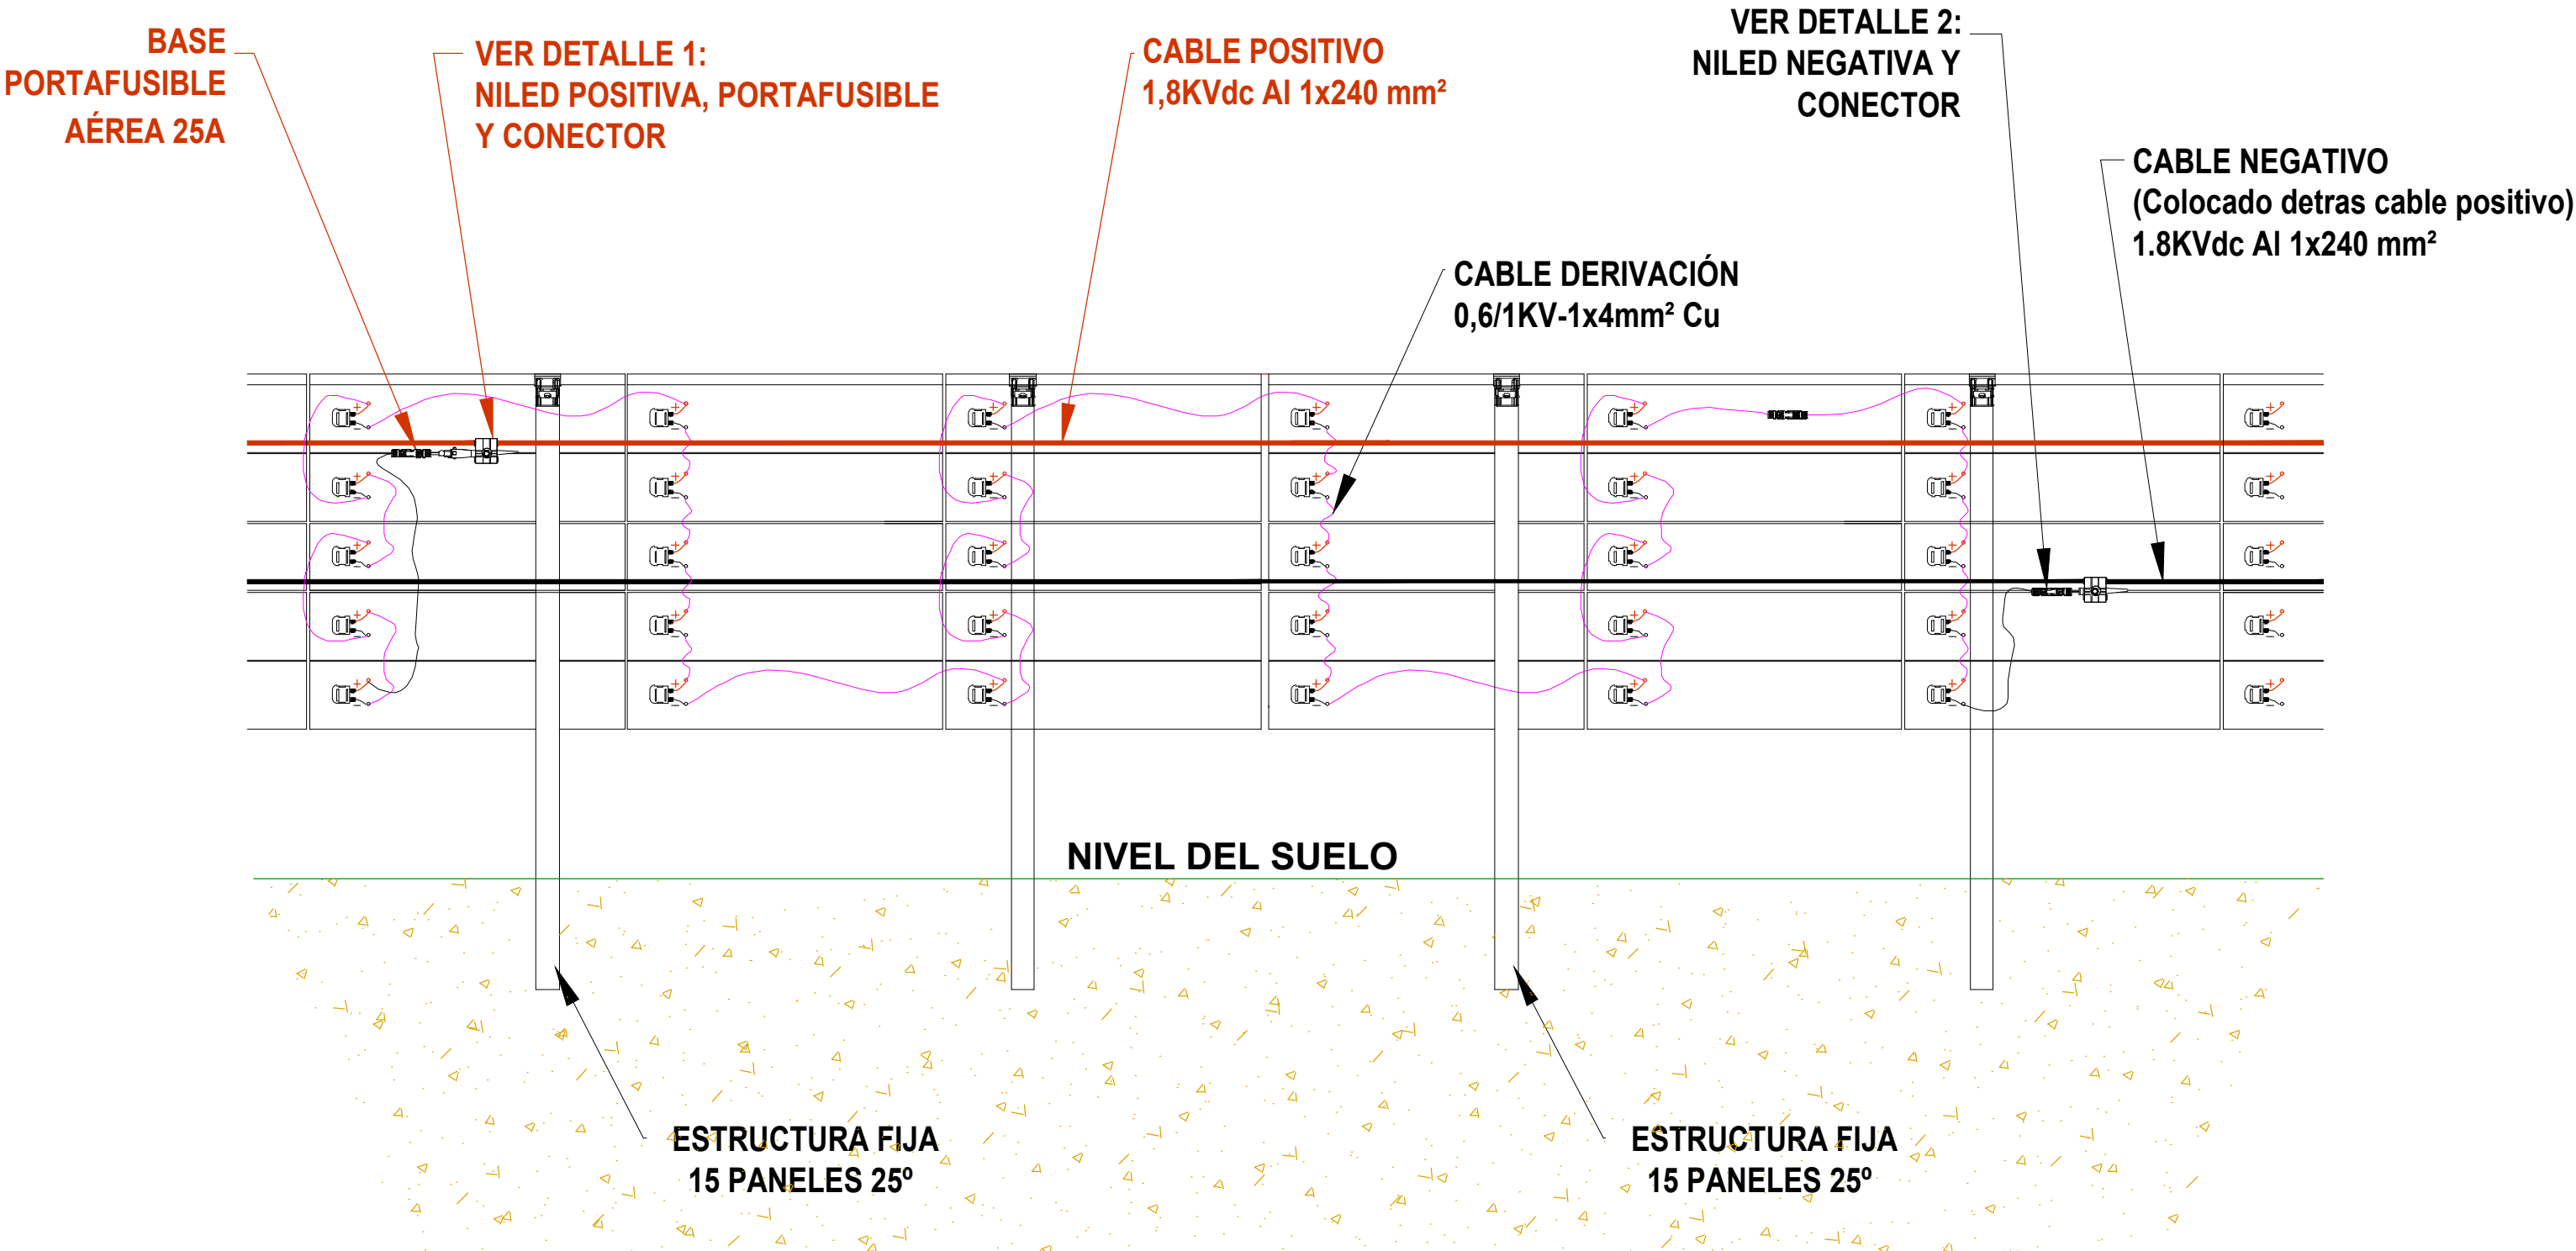 BASE
PORTAFUSIBLE
AÉREA 25A
VER DETALLE 1:
NILED POSITIVA, PORTAFUSIBLE
Y CONECTOR
CABLE POSITIVO
1,8KVdc Al 1x240 mm²
VER DETALLE 2:
NILED NEGATIVA Y
CONECTOR
CABLE NEGATIVO
(Colocado detras cable positivo)
1.8KVdc Al 1x240 mm²
CABLE DERIVACIÓN
0,6/1KV-1x4mm² Cu
NIVEL DEL SUELO
ESTRUCTURA FIJA
15 PANELES 25º
ESTRUCTURA FIJA
15 PANELES 25º